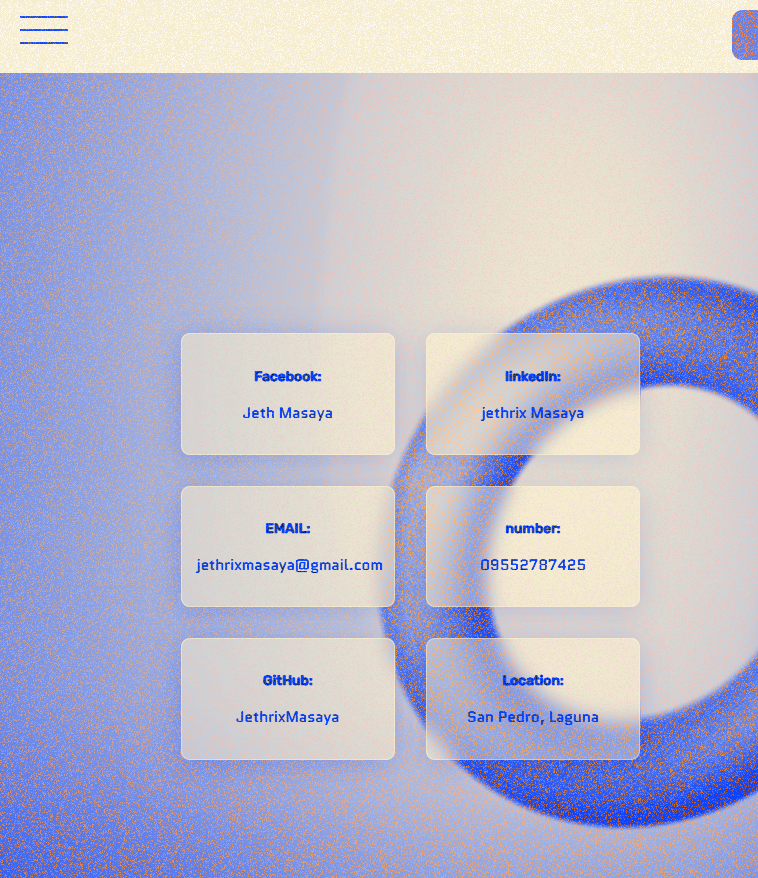 Facebook:
Jeth Masaya
linkedIn:
jethrix Masaya
EMAIL:
jethrixmasaya@gmail.com
number:
09552787425
GitHub:
JethrixMasaya
Location:
San Pedro, Laguna